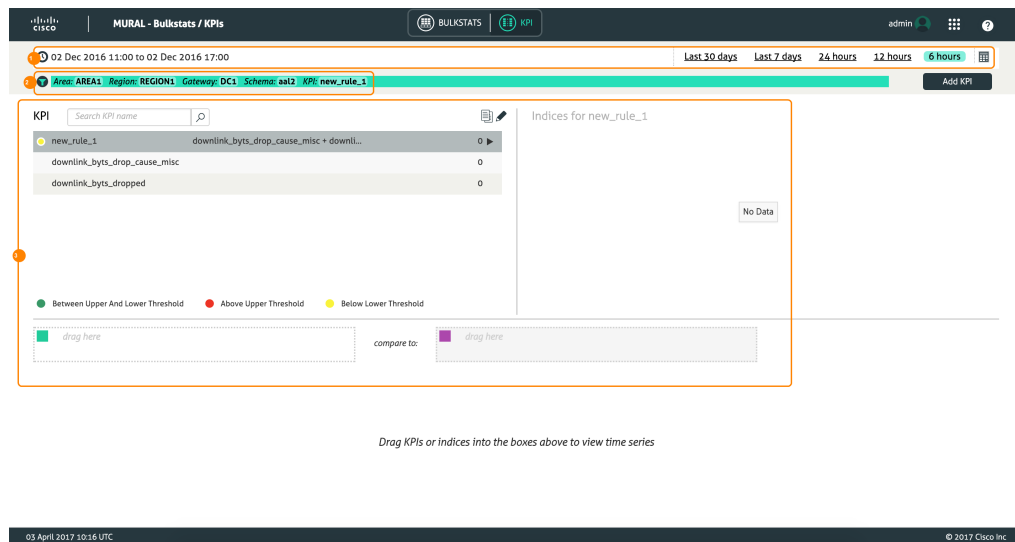 cisco
MURAL - Bulkstats / KPIs
BULKSTATS
KPI
admin
?
1
02 Dec 2016 11:00 to 02 Dec 2016 17:00
Last 30 days
Last 7 days
24 hours
12 hours
6 hours
2
Area: AREA1 Region: REGION1 Gateway: DC1 Schema: aal2 KPI: new_rule_1
Add KPI
KPI
Search KPI name
Indices for new_rule_1
new_rule_1 downlink_byts_drop_cause_misc + downli... 0
downlink_byts_drop_cause_misc 0
downlink_byts_dropped 0
No Data
3
Between Upper And Lower Threshold
Above Upper Threshold
Below Lower Threshold
drag here
compare to:
drag here
Drag KPIs or indices into the boxes above to view time series
03 April 2017 10:16 UTC
© 2017 Cisco Inc